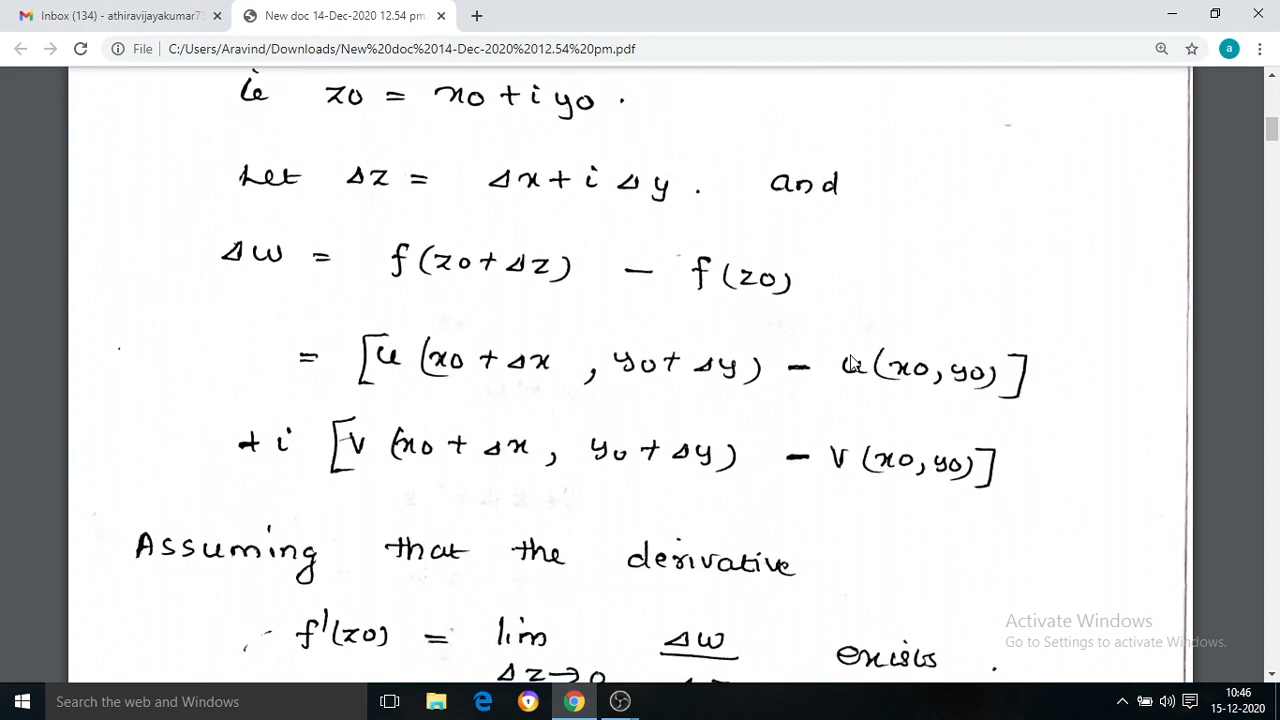 Inbox (134) - athiravijayakumar7
New doc 14-Dec-2020 12.54 pm.
File
C:/Users/Aravind/Downloads/New%20doc%2014-Dec-2020%2012.54%20pm.pdf
a
ie z0 = x0 + i y0 .
Let Δz = Δx + i Δy . and
Δw = f(z0 + Δz) - f(z0)
= [u (x0 + Δx , y0 + Δy) - u(x0, y0)]
+ i [v (x0 + Δx , y0 + Δy) - v (x0, y0)]
Assuming that the derivative
f'(z0) = lim Δw exists .
Δz→0
Activate Windows
Go to Settings to activate Windows.
Search the web and Windows
10:46
15-12-2020